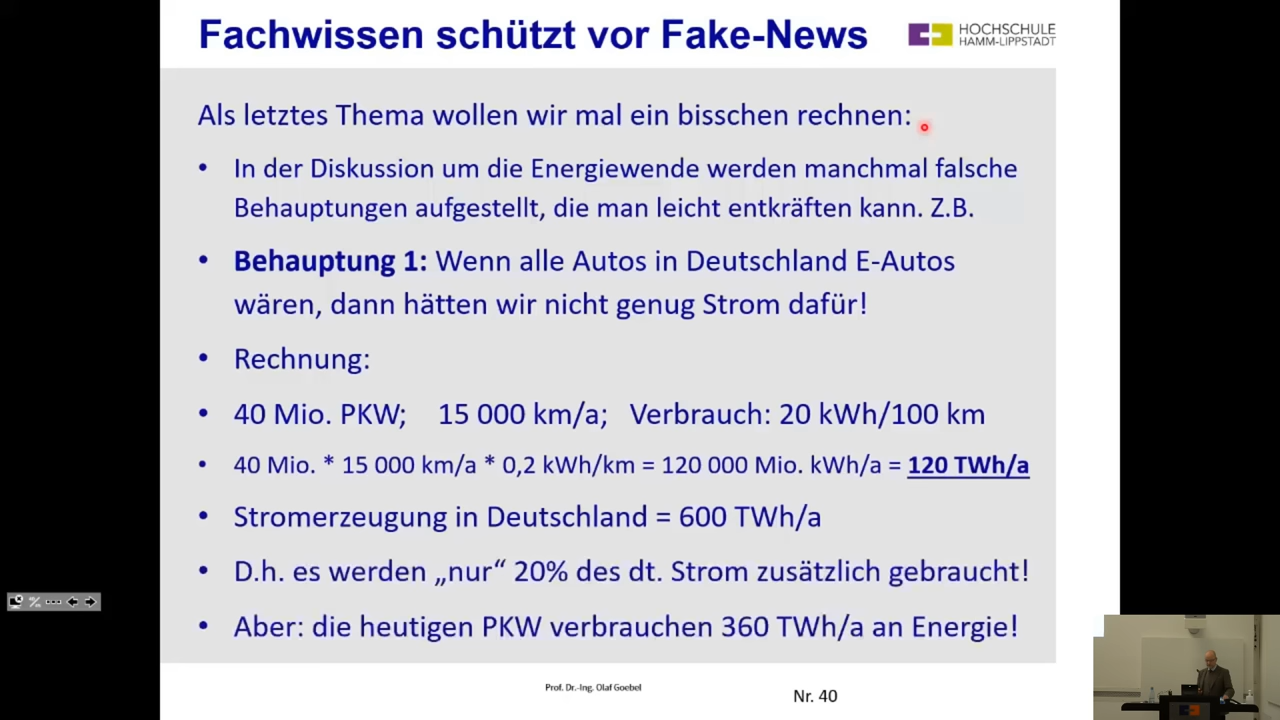 Fachwissen schützt vor Fake-News
HOCHSCHULE
HAMM-LIPPSTADT
Als letztes Thema wollen wir mal ein bisschen rechnen:
• In der Diskussion um die Energiewende werden manchmal falsche
Behauptungen aufgestellt, die man leicht entkräften kann. Z.B.
• Behauptung 1: Wenn alle Autos in Deutschland E-Autos
wären, dann hätten wir nicht genug Strom dafür!
• Rechnung:
• 40 Mio. PKW; 15 000 km/a; Verbrauch: 20 kWh/100 km
• 40 Mio. * 15 000 km/a * 0,2 kWh/km = 120 000 Mio. kWh/a = 120 TWh/a
• Stromerzeugung in Deutschland = 600 TWh/a
• D.h. es werden „nur“ 20% des dt. Strom zusätzlich gebraucht!
• Aber: die heutigen PKW verbrauchen 360 TWh/a an Energie!
Prof. Dr.-Ing. Olaf Goebel
Nr. 40